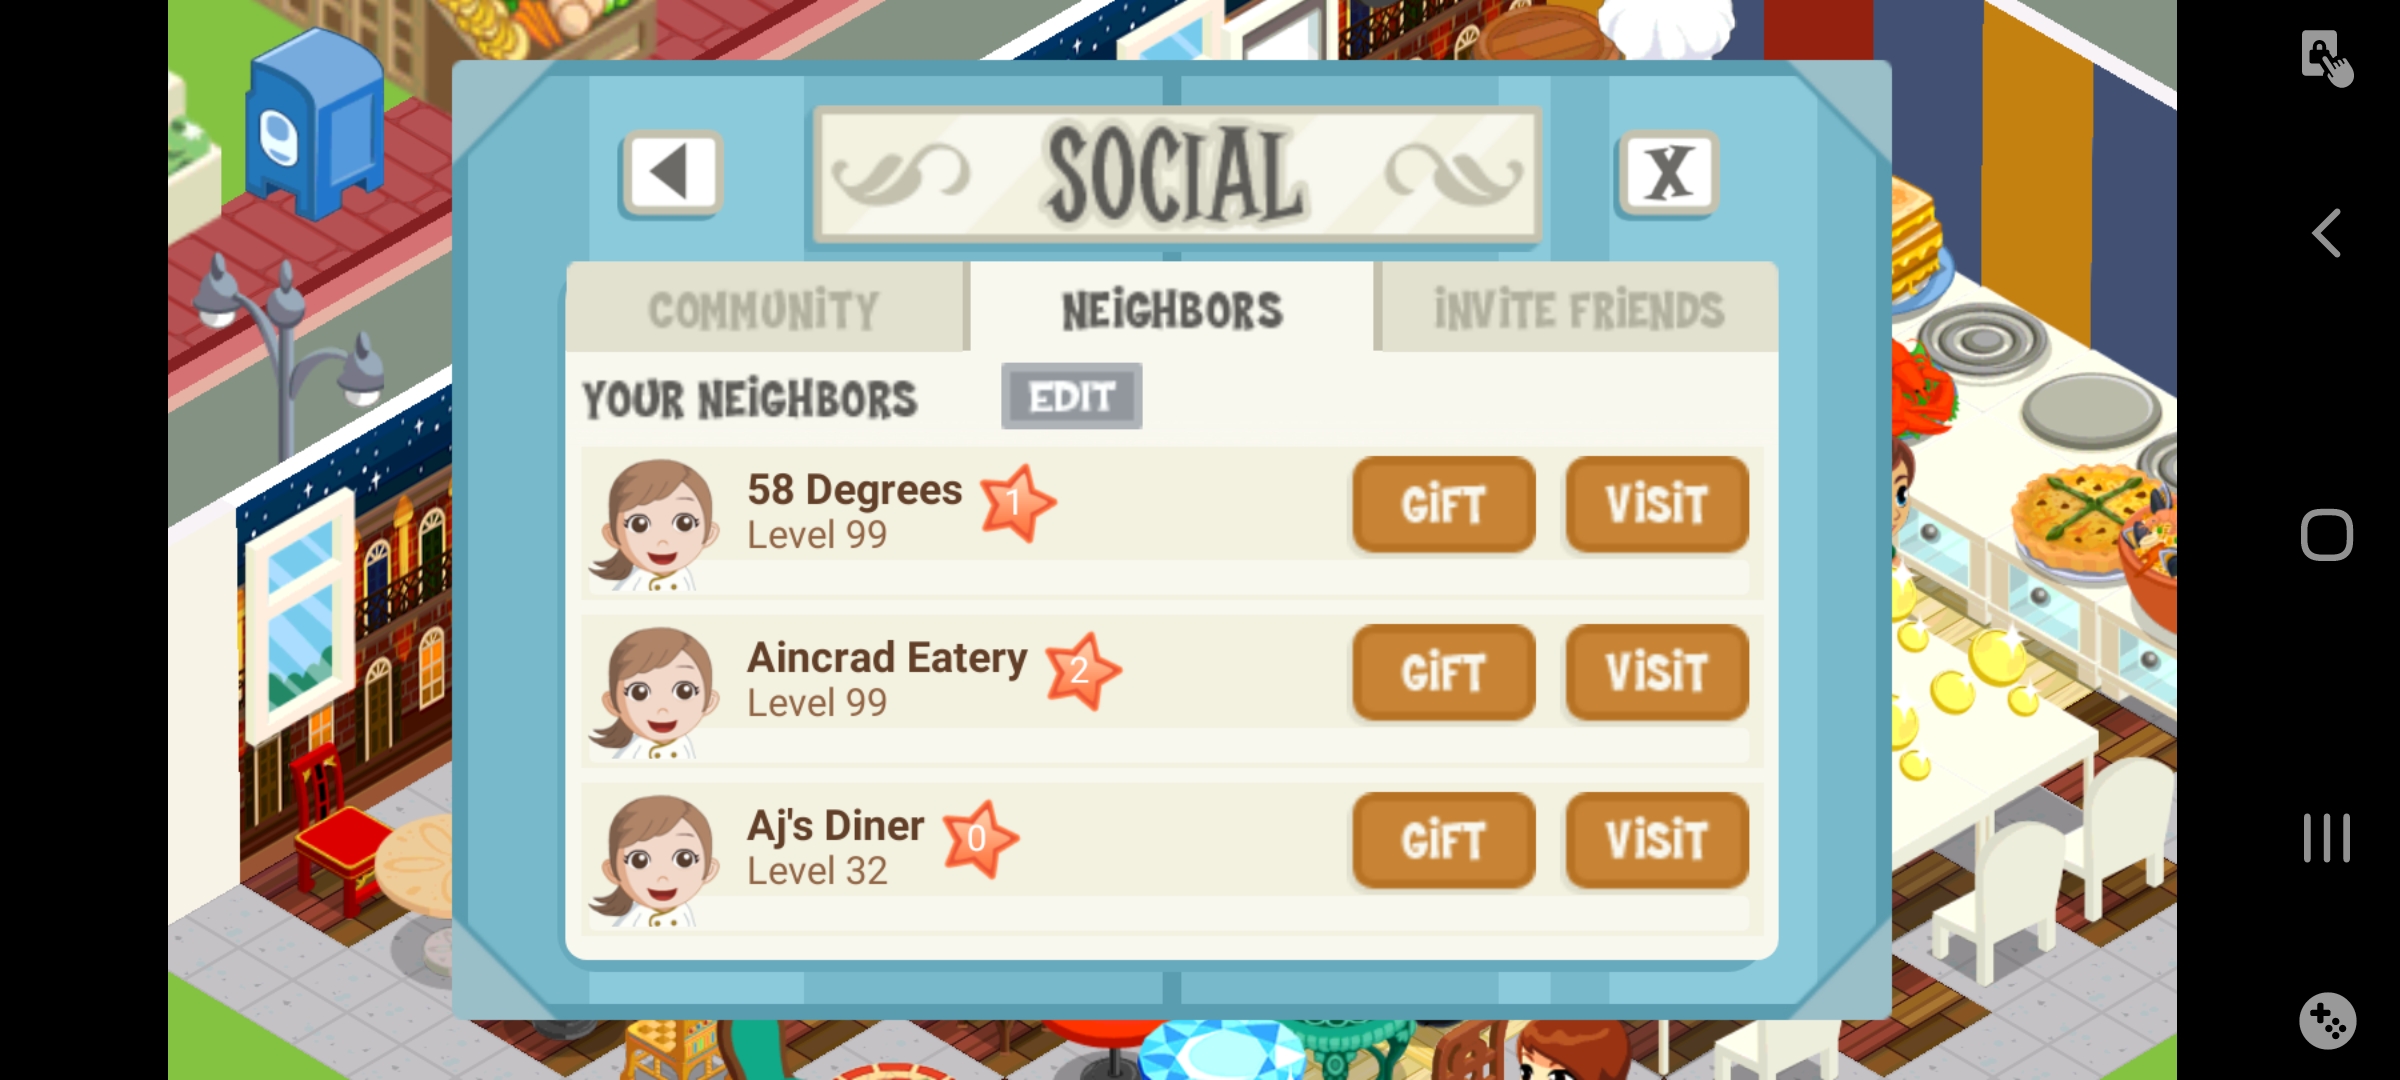 SOCIAL
X
COMMUNITY
NEIGHBORS
INVITE FRIENDS
YOUR NEIGHBORS
EDIT
58 Degrees
1
Level 99
GIFT
VISIT
Aincrad Eatery
2
Level 99
GIFT
VISIT
Aj's Diner
0
Level 32
GIFT
VISIT